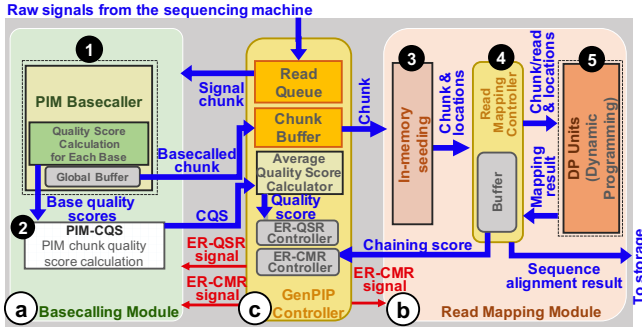 Raw signals from the sequencing machine
1
PIM Basecaller
Quality Score
Calculation
for Each Base
Global Buffer
Base quality
scores
2
PIM-CQS
PIM chunk quality
score calculation
a
Basecalling Module
Signal
chunk
Basecalled
chunk
CQS
ER-QSR
signal
ER-CMR
signal
Read
Queue
Chunk
Buffer
Average
Quality Score
Calculator
Quality
score
ER-QSR
Controller
ER-CMR
Controller
c
GenPIP
Controller
Chunk
3
In-memory
seeding
Chunk &
locations
4
Read Mapping
Controller
Buffer
Chunk/read
& locations
Mapping
result
5
DP Units
(Dynamic
Programming)
Chaining score
ER-CMR
signal
Sequence
alignment result
To storage
b
Read Mapping Module